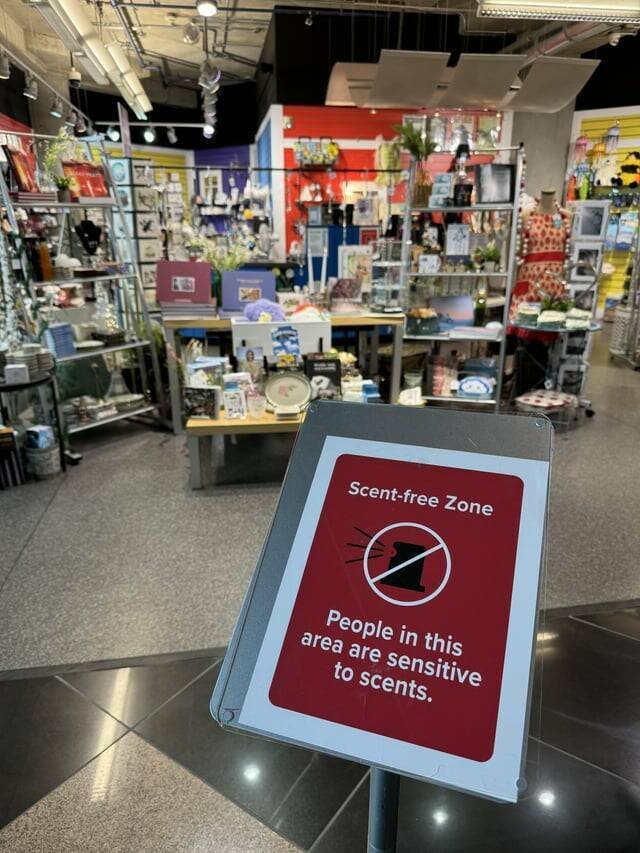 Scent-free Zone
People in this
area are sensitive
to scents.